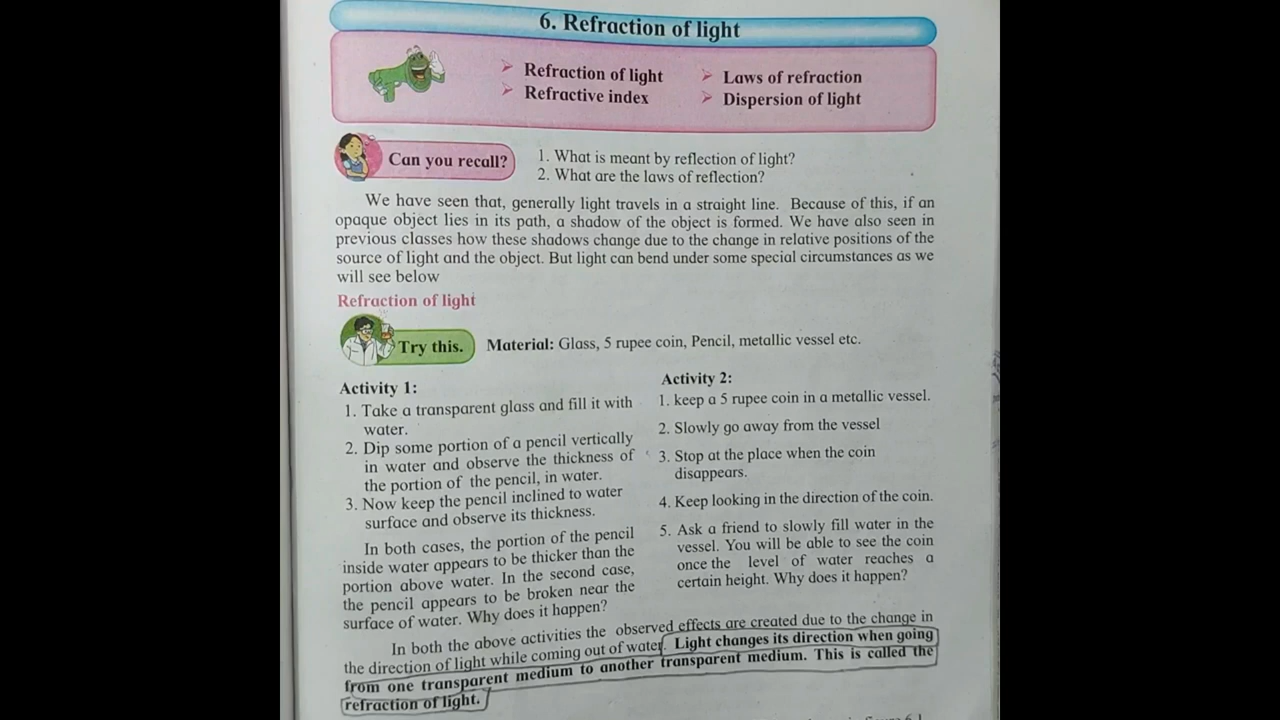 6. Refraction of light
Refraction of light
Laws of refraction
Refractive index
Dispersion of light
Can you recall?
1. What is meant by reflection of light?
2. What are the laws of reflection?
We have seen that, generally light travels in a straight line. Because of this, if an
opaque object lies in its path, a shadow of the object is formed. We have also seen in
previous classes how these shadows change due to the change in relative positions of the
source of light and the object. But light can bend under some special circumstances as we
will see below
Refraction of light
Try this.
Material: Glass, 5 rupee coin, Pencil, metallic vessel etc.
Activity 1:
1. Take a transparent glass and fill it with
water.
2. Dip some portion of a pencil vertically
in water and observe the thickness of
the portion of the pencil, in water.
3. Now keep the pencil inclined to water
surface and observe its thickness.
In both cases, the portion of the pencil
inside water appears to be thicker than the
portion above water. In the second case,
the pencil appears to be broken near the
surface of water. Why does it happen?
Activity 2:
1. keep a 5 rupee coin in a metallic vessel.
2. Slowly go away from the vessel
3. Stop at the place when the coin
disappears.
4. Keep looking in the direction of the coin.
5. Ask a friend to slowly fill water in the
vessel. You will be able to see the coin
once the level of water reaches a
certain height. Why does it happen?
In both the above activities the observed effects are created due to the change in
the direction of light while coming out of water. Light changes its direction when going
from one transparent medium to another transparent medium. This is called the
refraction of light.